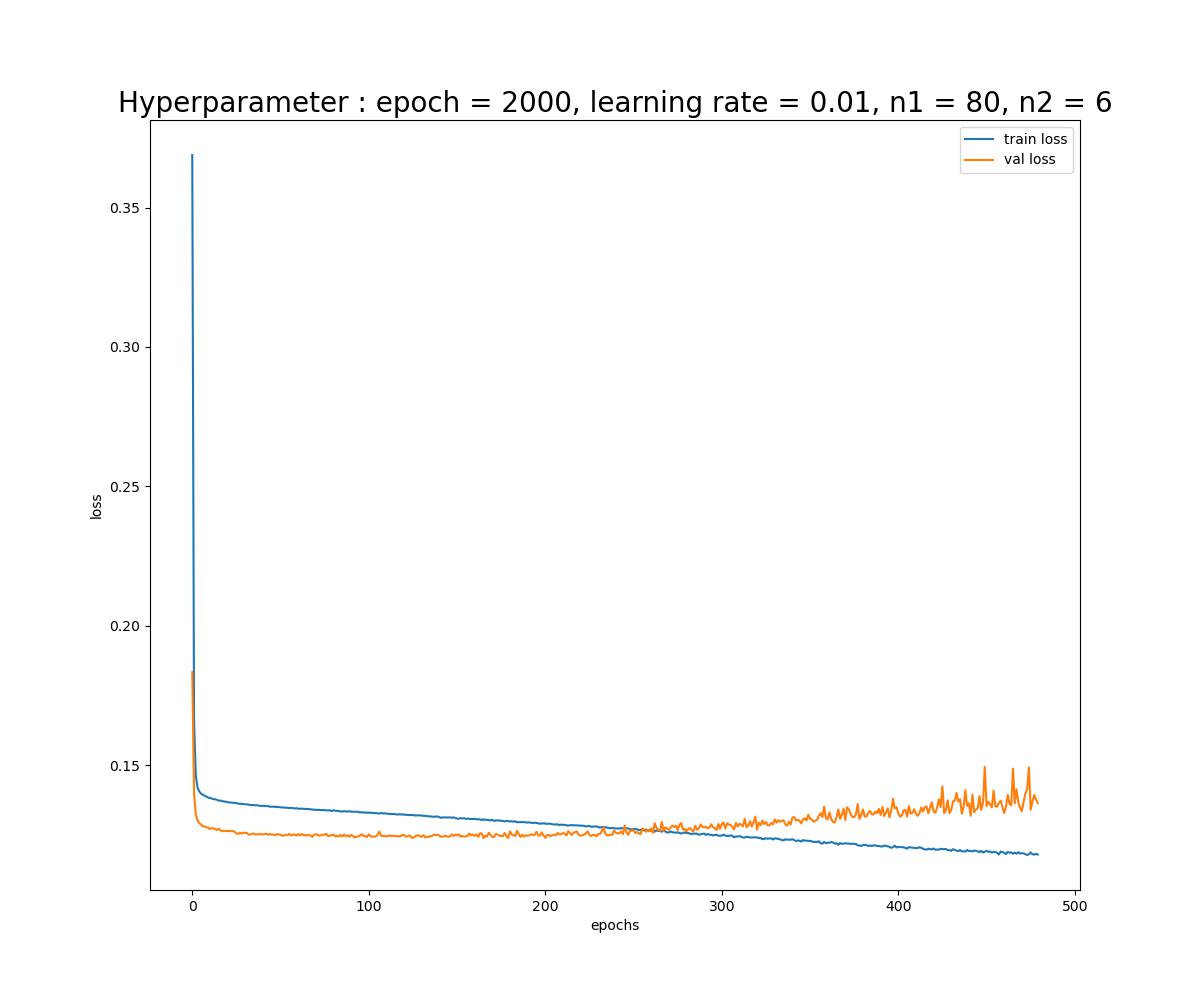 Hyperparameter : epoch = 2000, learning rate = 0.01, n1 = 80, n2 = 6
train loss
val loss
0.35
0.30
0.25
0.20
0.15
loss
0 100 200 300 400 500
epochs